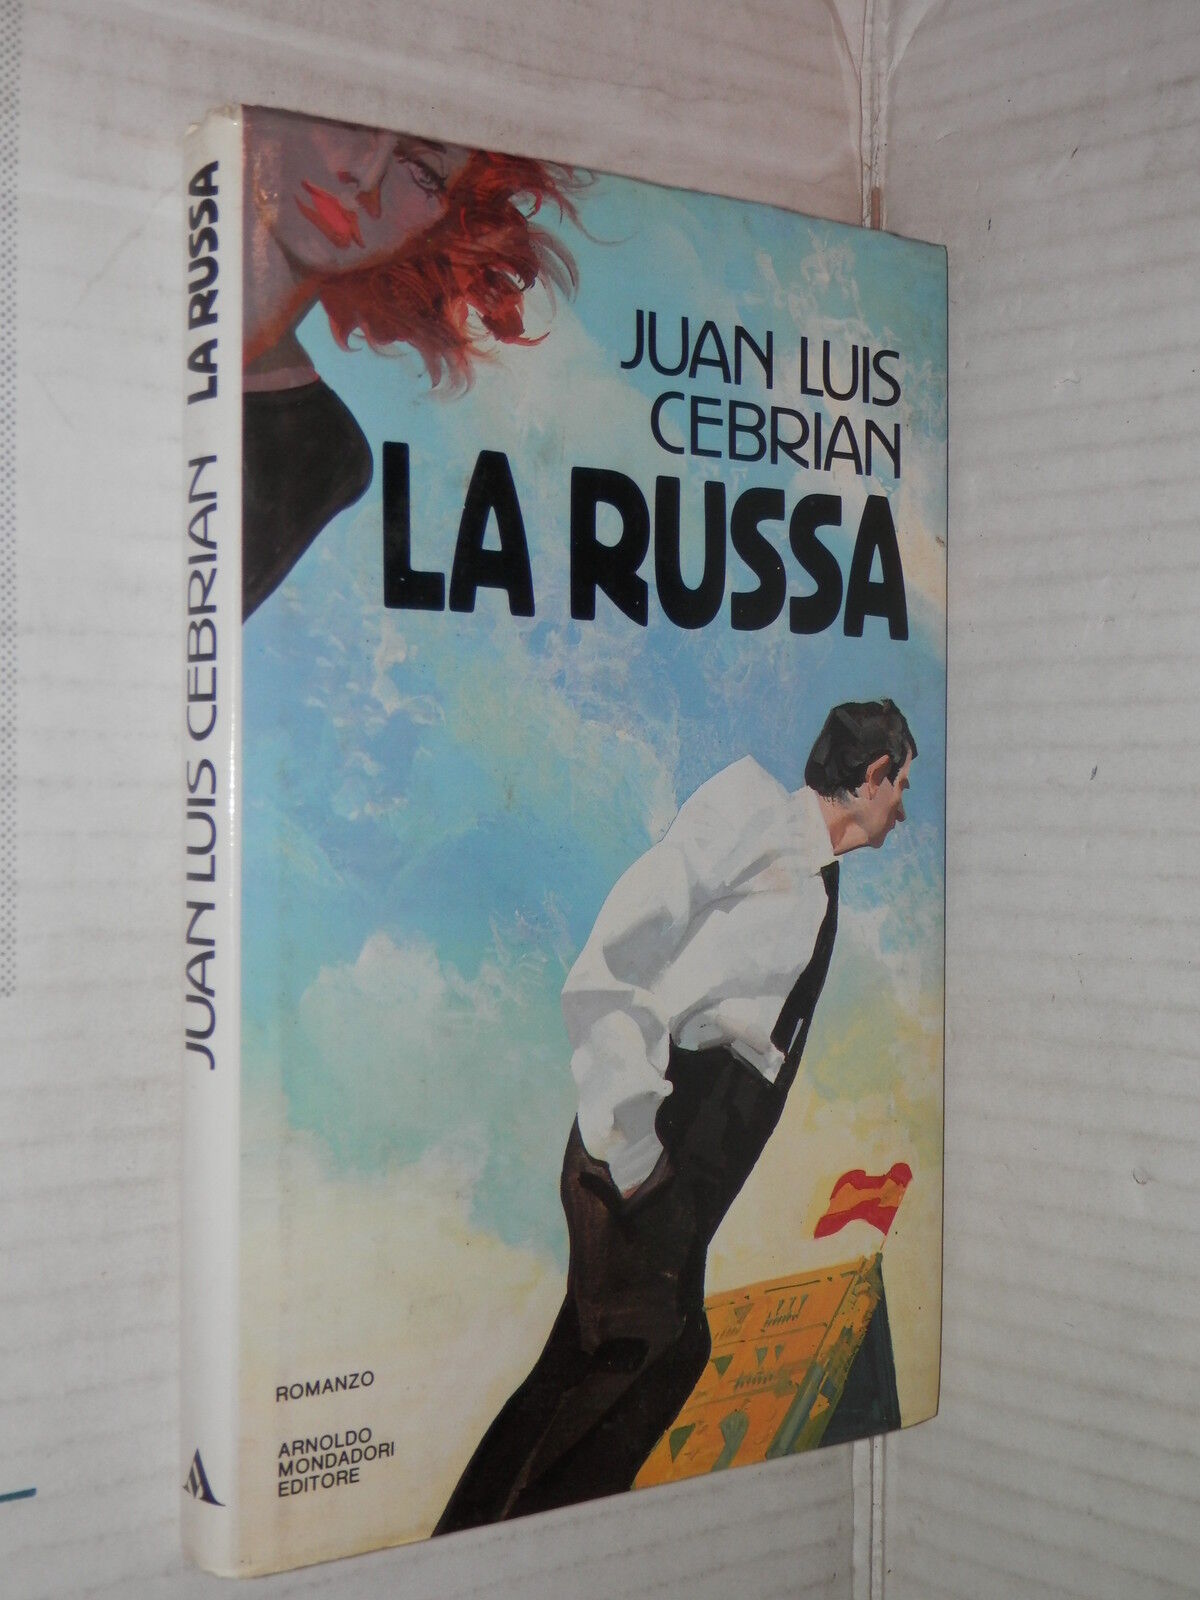 JUAN LUIS CEBRIAN LA RUSSA
JUAN LUIS
CEBRIAN
LA RUSSA
ROMANZO
ARNOLDO
MONDADORI
EDITORE